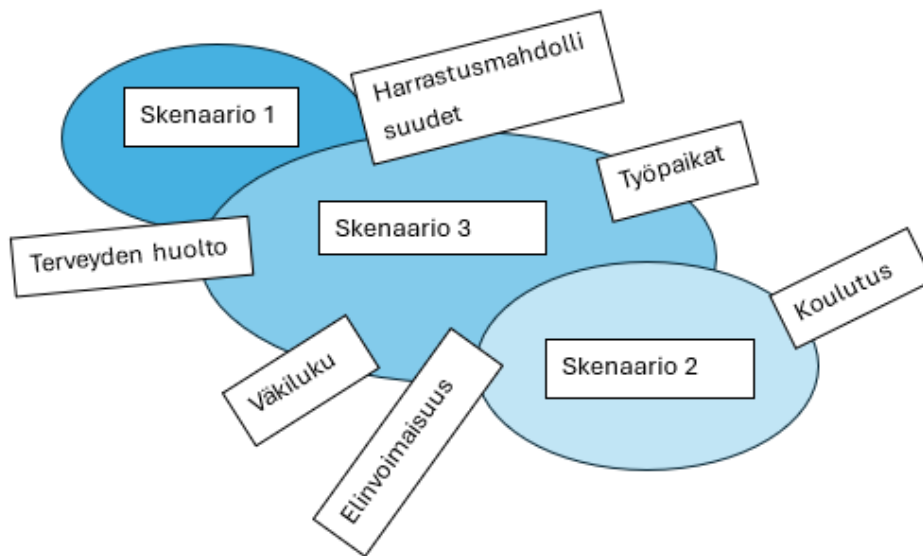 Harrastusmahdolli
suudet
Skenaario 1
Työpaikat
Skenaario 3
Terveyden huolto
Koulutus
Skenaario 2
Väkiluku
Elinvoimaisuus